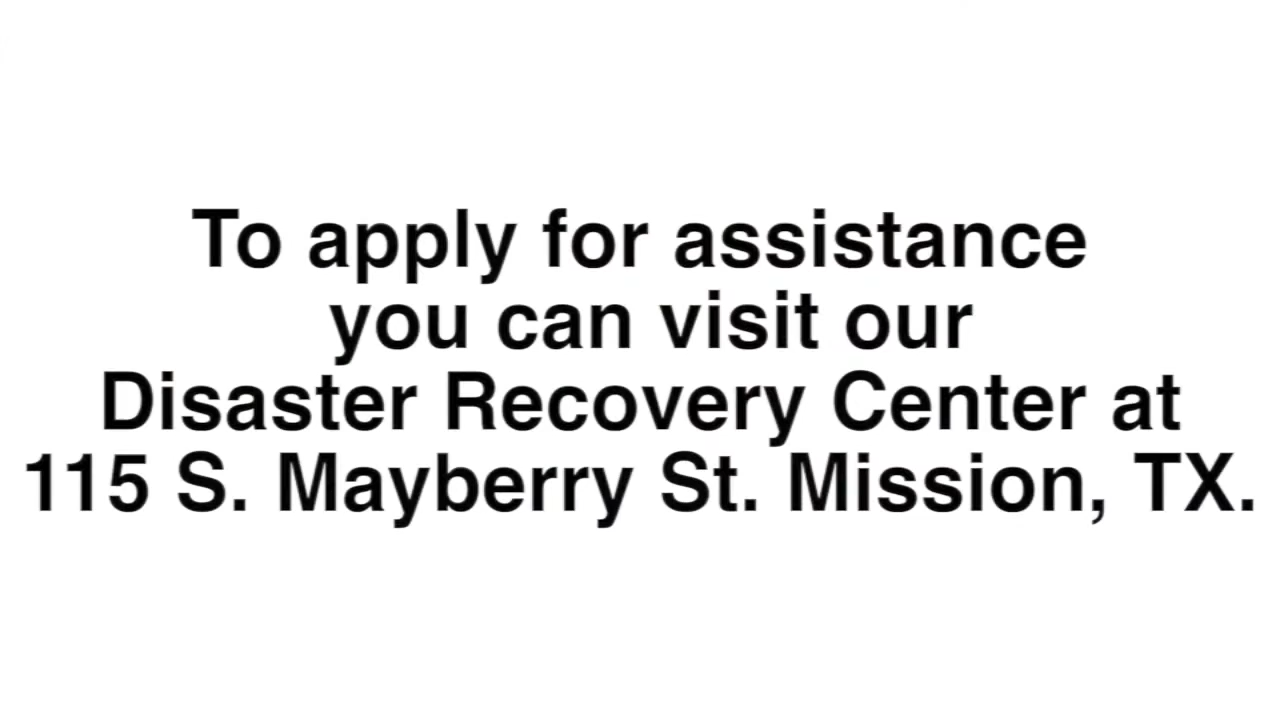 To apply for assistance
you can visit our
Disaster Recovery Center at
115 S. Mayberry St. Mission, TX.